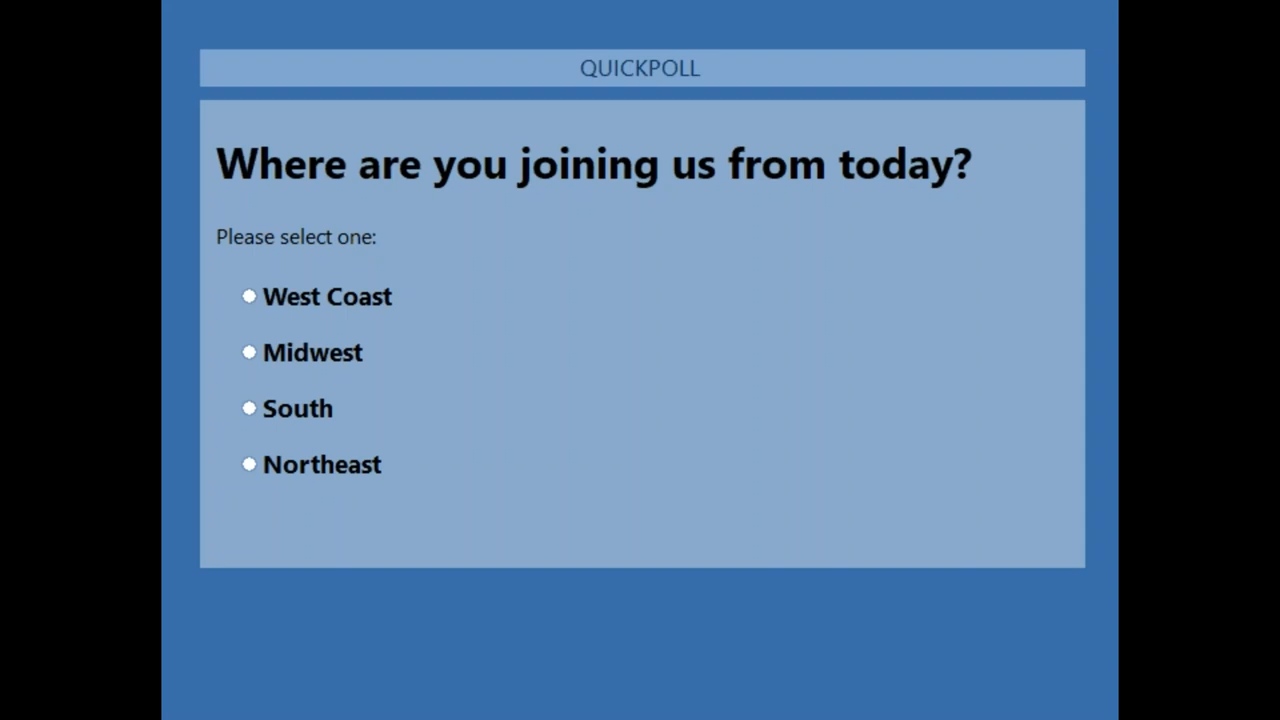 QUICKPOLL
Where are you joining us from today?
Please select one:
West Coast
Midwest
South
Northeast